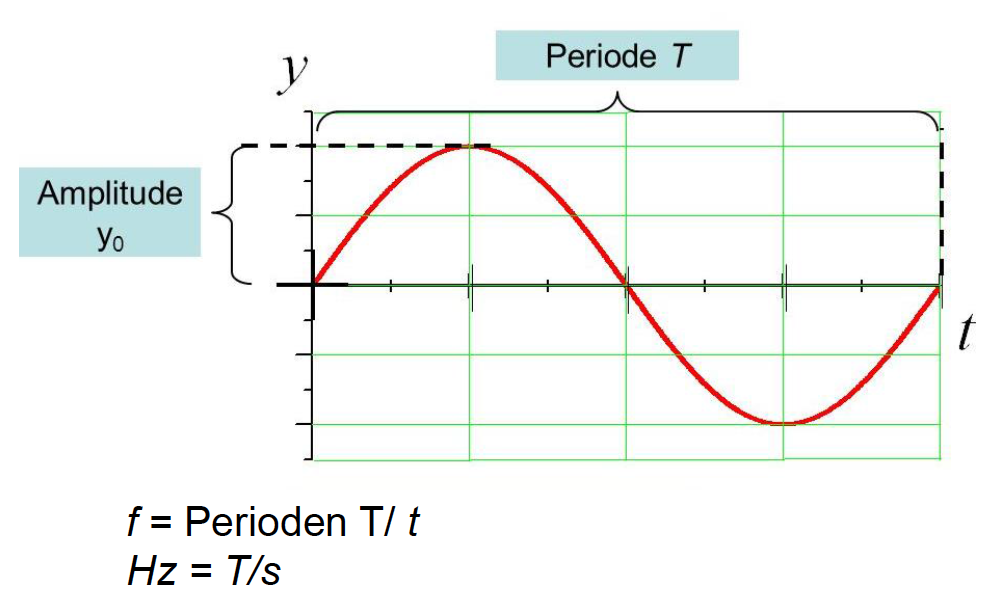 Periode T
y
Amplitude
y₀
t
f = Perioden T/ t
Hz = T/s